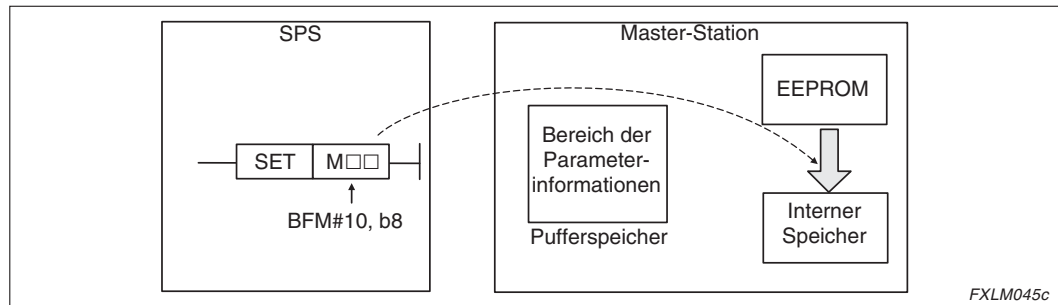 SPS
SET M□□
BFM#10, b8
Master-Station
EEPROM
Bereich der
Parameter-
informationen
Pufferspeicher
Interner
Speicher
FXLM045c